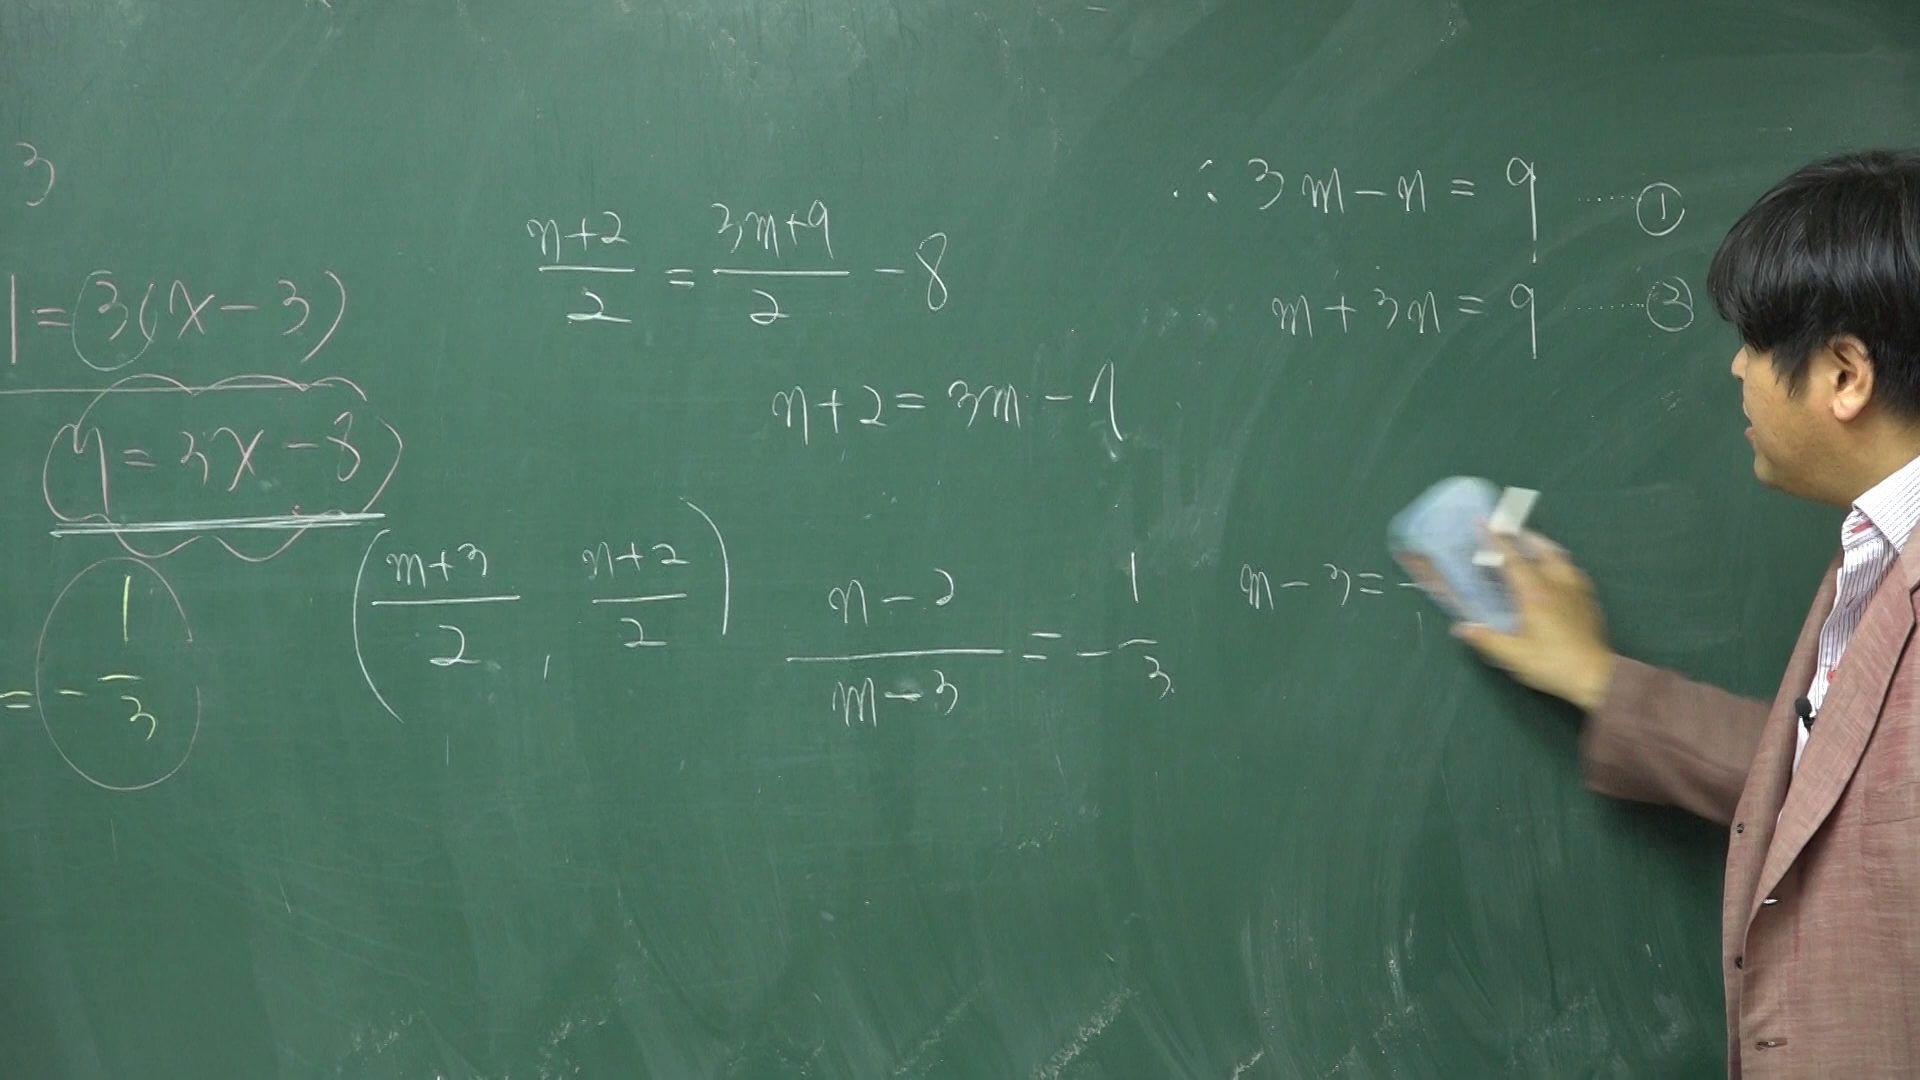 3
1 = 3(x - 3)
y = 3x - 8
= - 1/3
(n+2)/2 = (3m+9)/2 - 8
n + 2 = 3m - 7
( (m+3)/2 , (n+2)/2 )
(n - 2)/(m - 3) = - 1/3
∴ 3m - n = 9 ...... ①
m + 3n = 9 ...... ②
m - 3 =